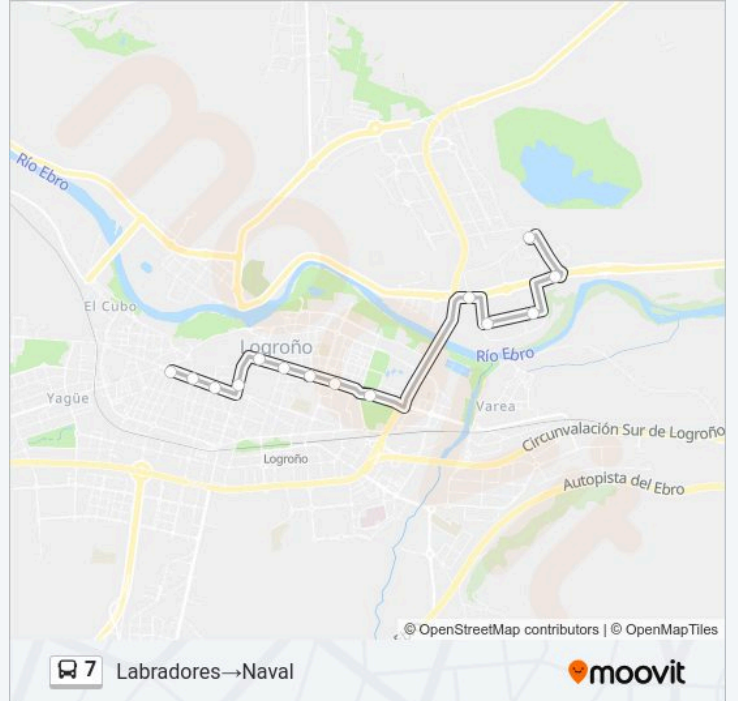 Río Ebro
El Cubo
Logroño
Río Ebro
Yagüe
Varea
Circunvalación Sur de Logroño
Logroño
Autopista del Ebro
© OpenStreetMap contributors | © OpenMapTiles
7 Labradores→Naval
moovit